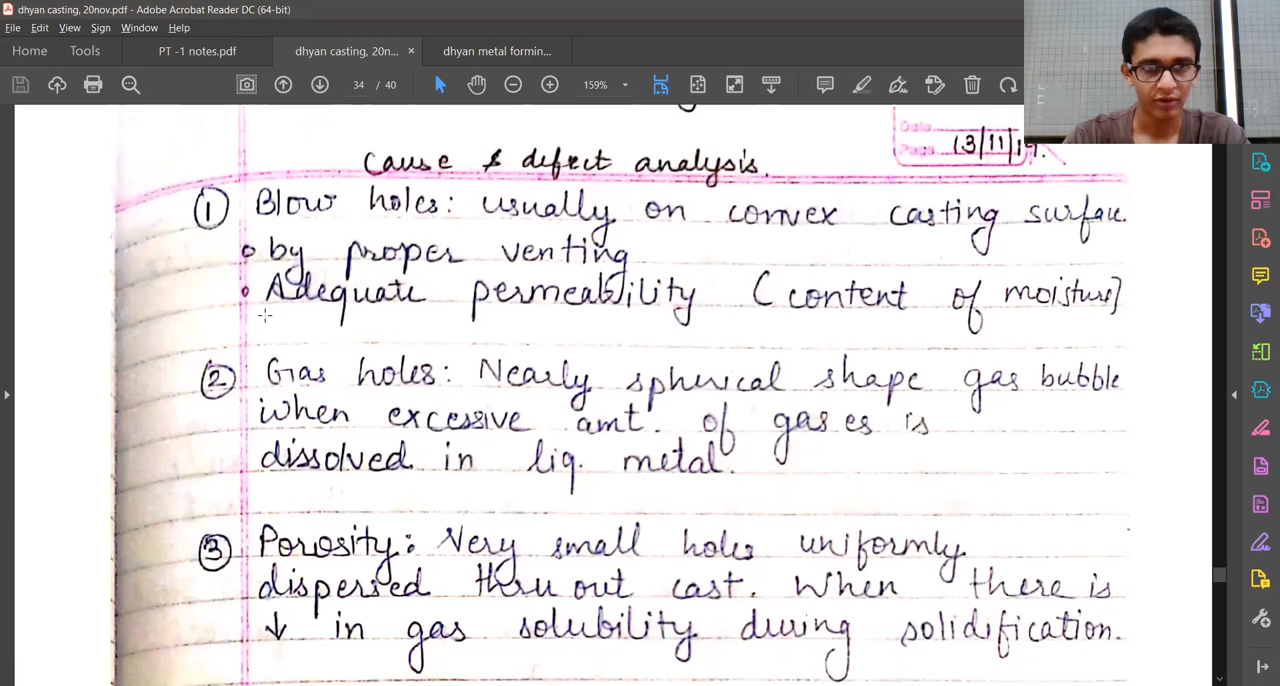 dhyan casting, 20nov.pdf - Adobe Acrobat Reader DC (64-bit)
File Edit View Sign Window Help
Home Tools PT -1 notes.pdf dhyan casting, 20n... × dhyan metal formin...
34 / 40 159%
Date 13/11/19.
Page
Cause & defect analysis.
① Blow holes: usually on convex casting surface
o by proper venting
o Adequate permeability (content of moisture]
② Gas holes: Nearly spherical shape gas bubble
when excessive amt. of gases is
dissolved in liq. metal.
③ Porosity: Very small holes uniformly
dispersed thru out cast. When there is
↓ in gas solubility during solidification.